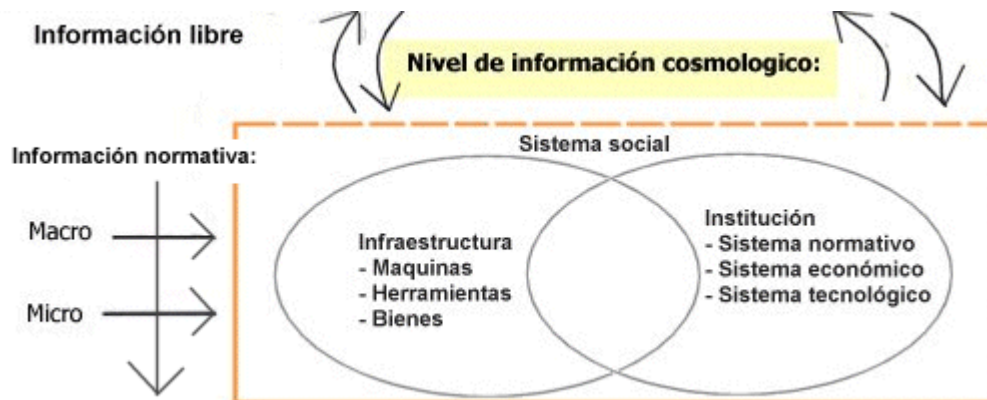 Información libre
Nivel de información cosmologico:
Información normativa:
Sistema social
Macro
Micro
Infraestructura
- Maquinas
- Herramientas
- Bienes
Institución
- Sistema normativo
- Sistema económico
- Sistema tecnológico